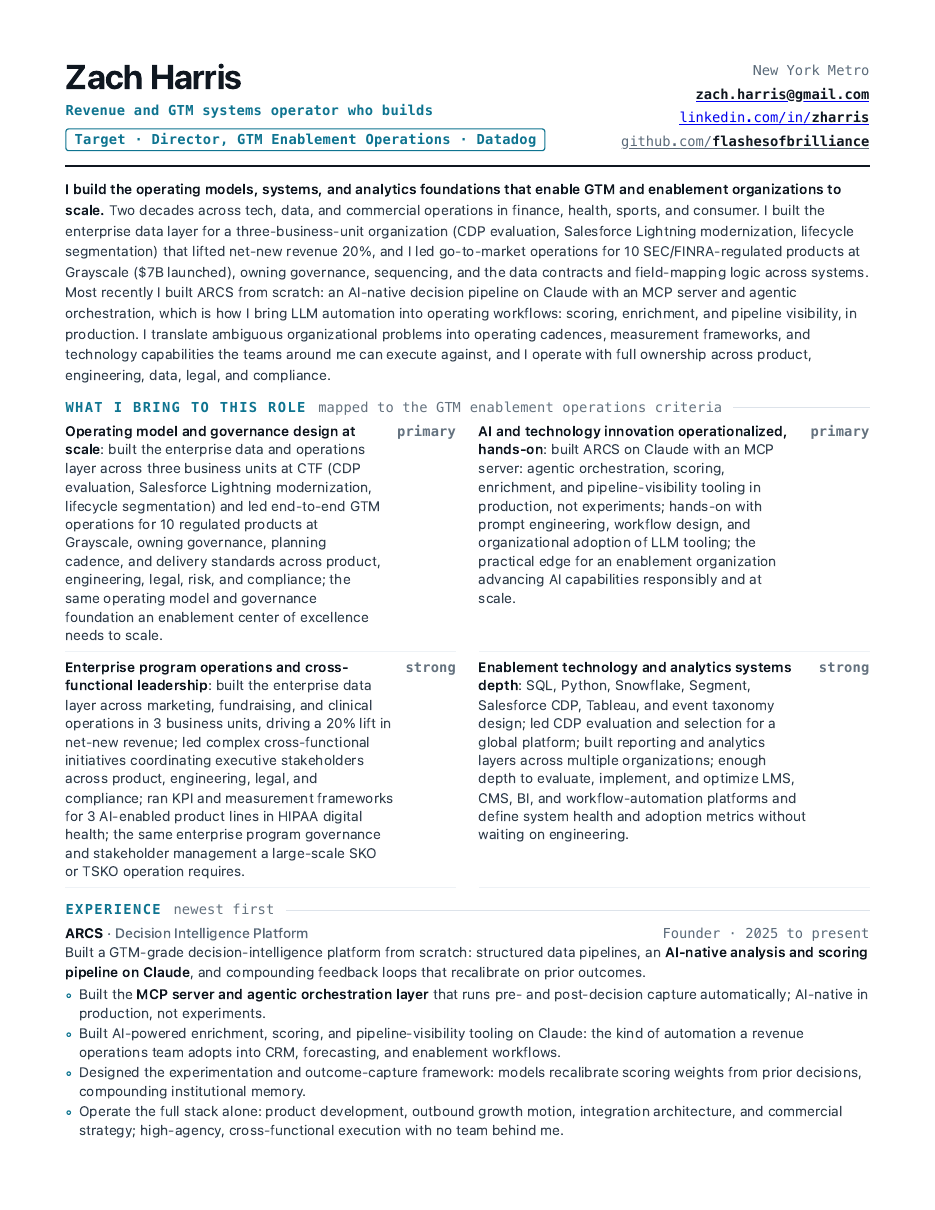 Zach Harris
Revenue and GTM systems operator who builds
Target · Director, GTM Enablement Operations · Datadog
New York Metro
zach.harris@gmail.com
linkedin.com/in/zharris
github.com/flashesofbrilliance
I build the operating models, systems, and analytics foundations that enable GTM and enablement organizations to
scale. Two decades across tech, data, and commercial operations in finance, health, sports, and consumer. I built the
enterprise data layer for a three-business-unit organization (CDP evaluation, Salesforce Lightning modernization, lifecycle
segmentation) that lifted net-new revenue 20%, and I led go-to-market operations for 10 SEC/FINRA-regulated products at
Grayscale ($7B launched), owning governance, sequencing, and the data contracts and field-mapping logic across systems.
Most recently I built ARCS from scratch: an AI-native decision pipeline on Claude with an MCP server and agentic
orchestration, which is how I bring LLM automation into operating workflows: scoring, enrichment, and pipeline visibility, in
production. I translate ambiguous organizational problems into operating cadences, measurement frameworks, and
technology capabilities the teams around me can execute against, and I operate with full ownership across product,
engineering, data, legal, and compliance.
WHAT I BRING TO THIS ROLE mapped to the GTM enablement operations criteria
Operating model and governance design at primary
scale: built the enterprise data and operations
layer across three business units at CTF (CDP
evaluation, Salesforce Lightning modernization,
lifecycle segmentation) and led end-to-end GTM
operations for 10 regulated products at
Grayscale, owning governance, planning
cadence, and delivery standards across product,
engineering, legal, risk, and compliance; the
same operating model and governance
foundation an enablement center of excellence
needs to scale.
AI and technology innovation operationalized, primary
hands-on: built ARCS on Claude with an MCP
server: agentic orchestration, scoring,
enrichment, and pipeline-visibility tooling in
production, not experiments; hands-on with
prompt engineering, workflow design, and
organizational adoption of LLM tooling; the
practical edge for an enablement organization
advancing AI capabilities responsibly and at
scale.
Enterprise program operations and cross- strong
functional leadership: built the enterprise data
layer across marketing, fundraising, and clinical
operations in 3 business units, driving a 20% lift in
net-new revenue; led complex cross-functional
initiatives coordinating executive stakeholders
across product, engineering, legal, and
compliance; ran KPI and measurement frameworks
for 3 AI-enabled product lines in HIPAA digital
health; the same enterprise program governance
and stakeholder management a large-scale SKO
or TSKO operation requires.
Enablement technology and analytics systems strong
depth: SQL, Python, Snowflake, Segment,
Salesforce CDP, Tableau, and event taxonomy
design; led CDP evaluation and selection for a
global platform; built reporting and analytics
layers across multiple organizations; enough
depth to evaluate, implement, and optimize LMS,
CMS, BI, and workflow-automation platforms and
define system health and adoption metrics without
waiting on engineering.
EXPERIENCE newest first
ARCS · Decision Intelligence Platform Founder · 2025 to present
Built a GTM-grade decision-intelligence platform from scratch: structured data pipelines, an AI-native analysis and scoring
pipeline on Claude, and compounding feedback loops that recalibrate on prior outcomes.
∘ Built the MCP server and agentic orchestration layer that runs pre- and post-decision capture automatically; AI-native in
production, not experiments.
∘ Built AI-powered enrichment, scoring, and pipeline-visibility tooling on Claude: the kind of automation a revenue
operations team adopts into CRM, forecasting, and enablement workflows.
∘ Designed the experimentation and outcome-capture framework: models recalibrate scoring weights from prior decisions,
compounding institutional memory.
∘ Operate the full stack alone: product development, outbound growth motion, integration architecture, and commercial
strategy; high-agency, cross-functional execution with no team behind me.